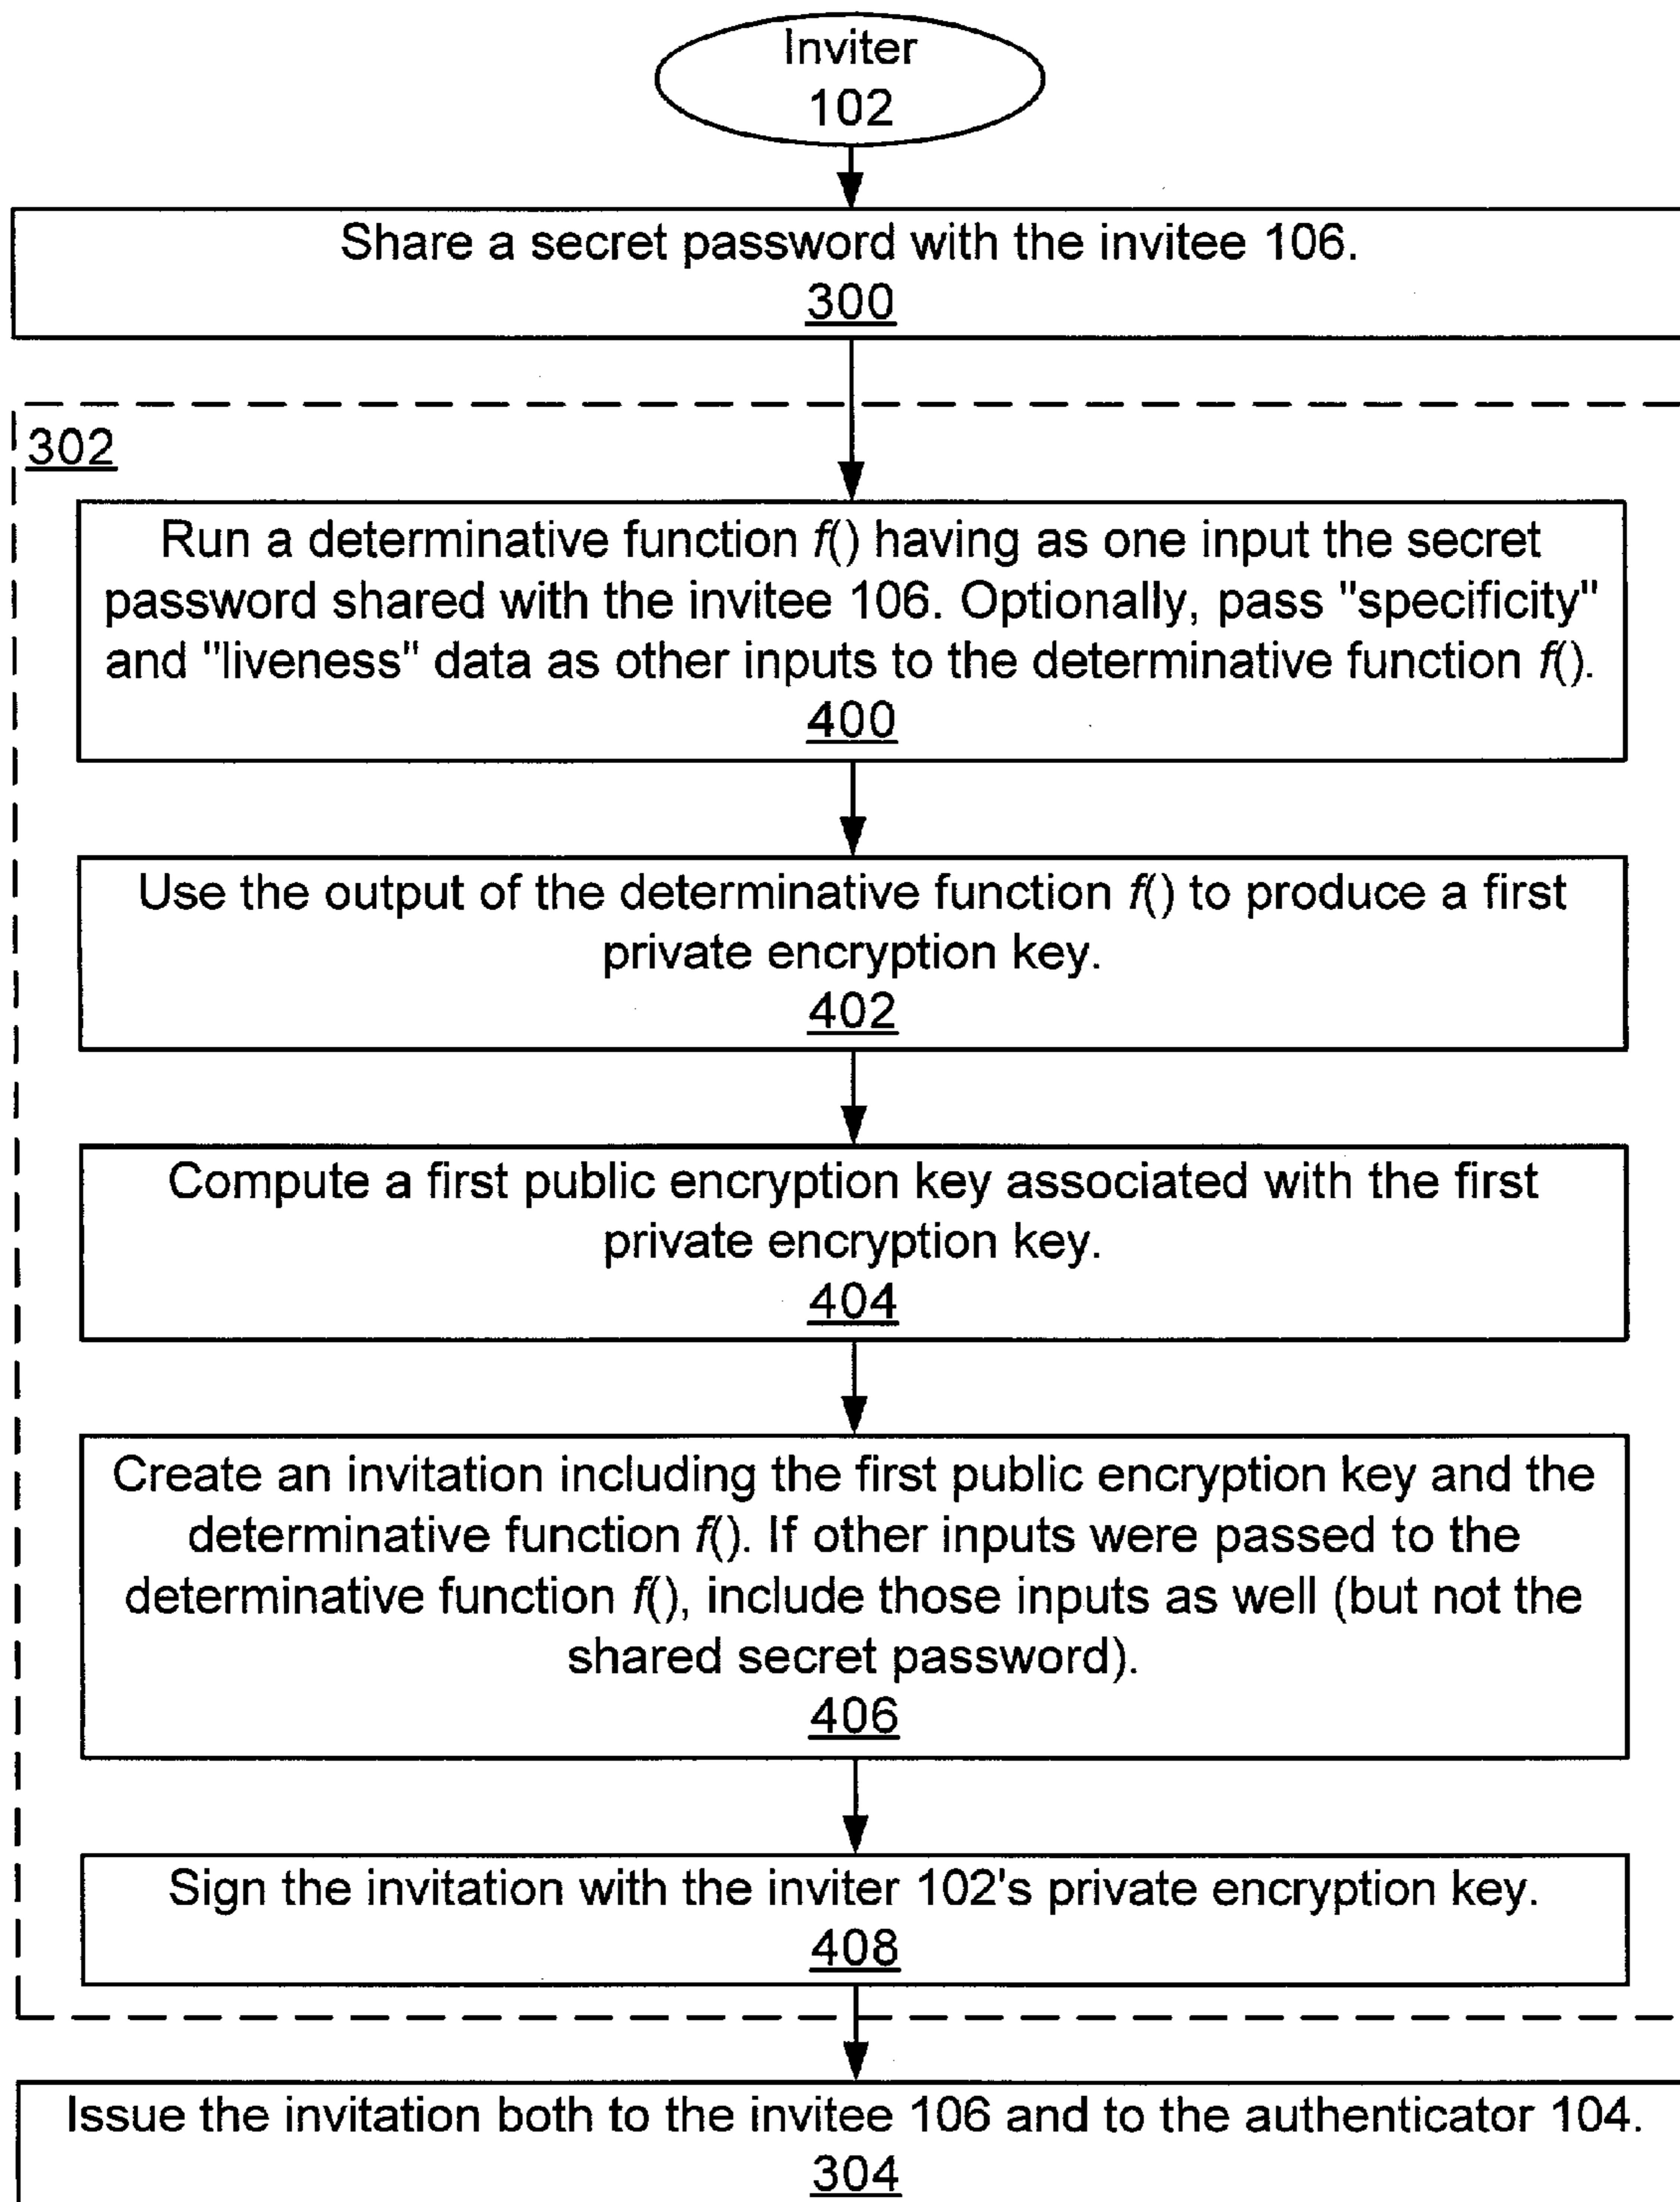 Inviter
102
Share a secret password with the invitee 106.
300
302
Run a determinative function f() having as one input the secret
password shared with the invitee 106. Optionally, pass "specificity"
and "liveness" data as other inputs to the determinative function f().
400
Use the output of the determinative function f() to produce a first
private encryption key.
402
Compute a first public encryption key associated with the first
private encryption key.
404
Create an invitation including the first public encryption key and the
determinative function f(). If other inputs were passed to the
determinative function f(), include those inputs as well (but not the
shared secret password).
406
Sign the invitation with the inviter 102's private encryption key.
408
Issue the invitation both to the invitee 106 and to the authenticator 104.
304